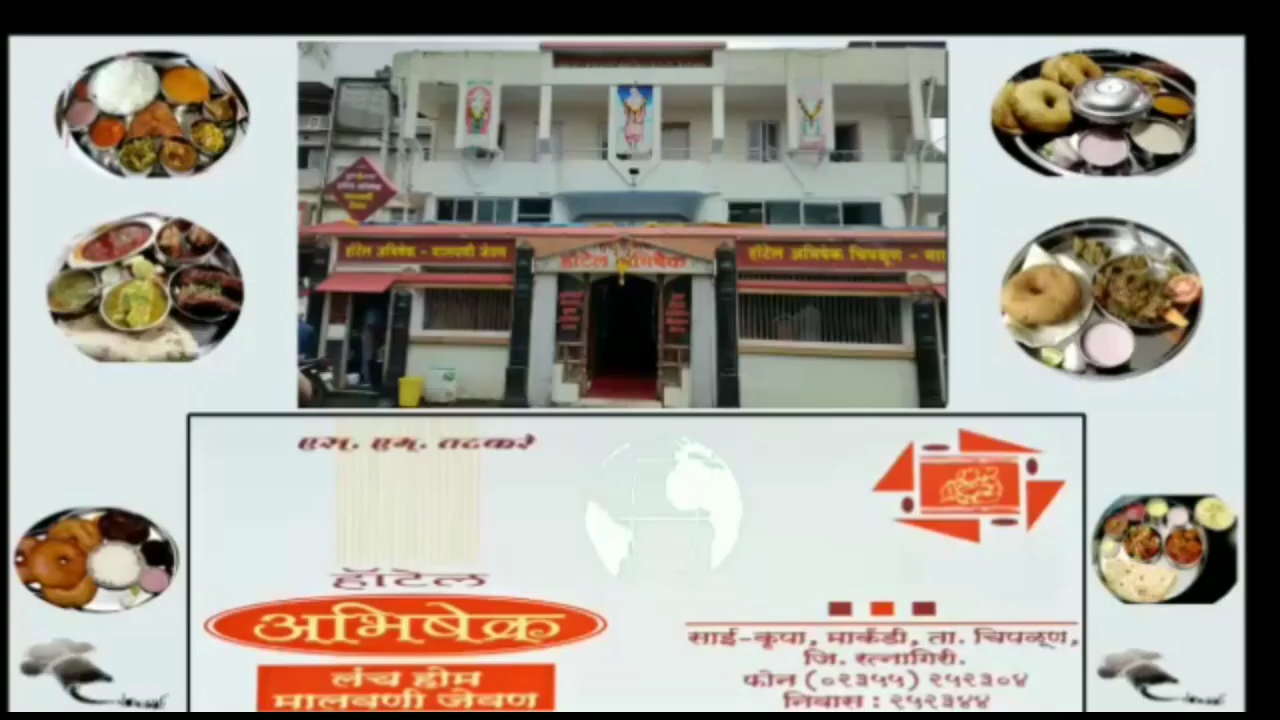 हॉटेल अभिषेक - मालवणी जेवण
हॉटेल अभिषेक
हॉटेल अभिषेक चिपळूण -
एस. एम. तटकरे
हॉटेल
अभिषेक
लंच होम
मालवणी जेवण
साई-कृपा, मार्कंडी, ता. चिपळूण,
जि. रत्नागिरी.
फोन (०२३५५) २५२३०४
निवास : २५२३४४